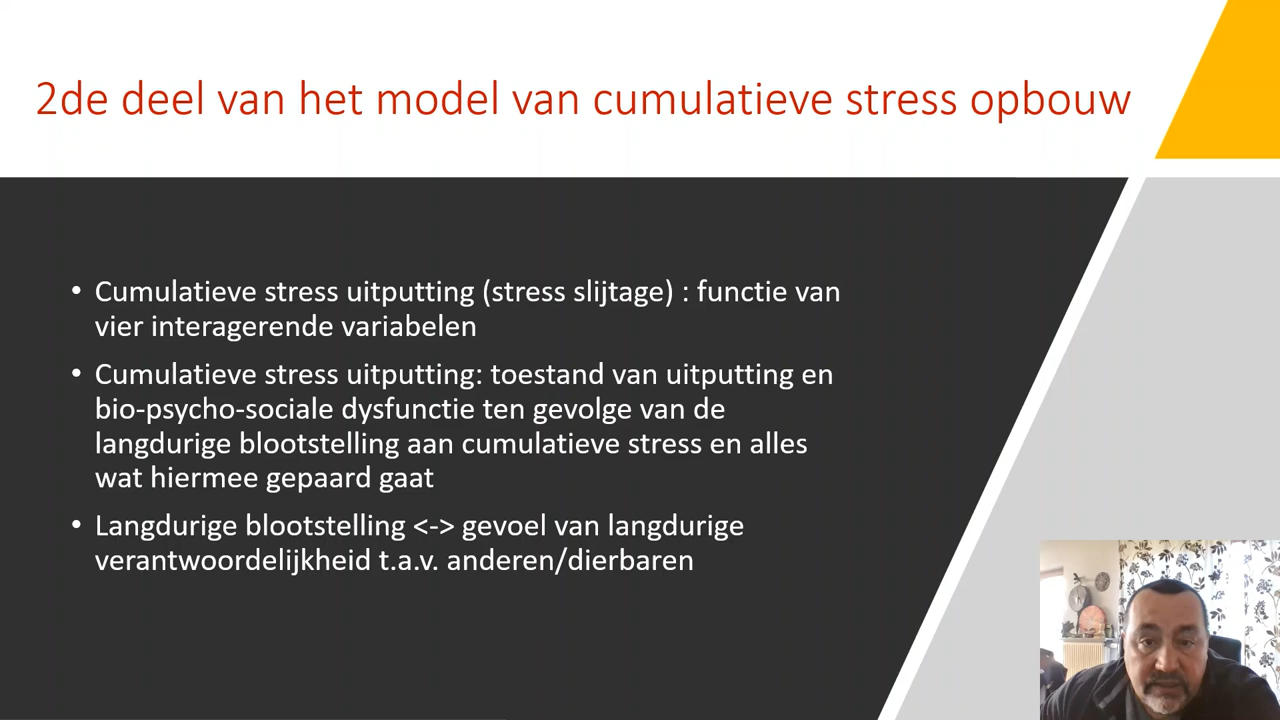 2de deel van het model van cumulatieve stress opbouw
• Cumulatieve stress uitputting (stress slijtage) : functie van
vier interagerende variabelen
• Cumulatieve stress uitputting: toestand van uitputting en
bio-psycho-sociale dysfunctie ten gevolge van de
langdurige blootstelling aan cumulatieve stress en alles
wat hiermee gepaard gaat
• Langdurige blootstelling <-> gevoel van langdurige
verantwoordelijkheid t.a.v. anderen/dierbaren